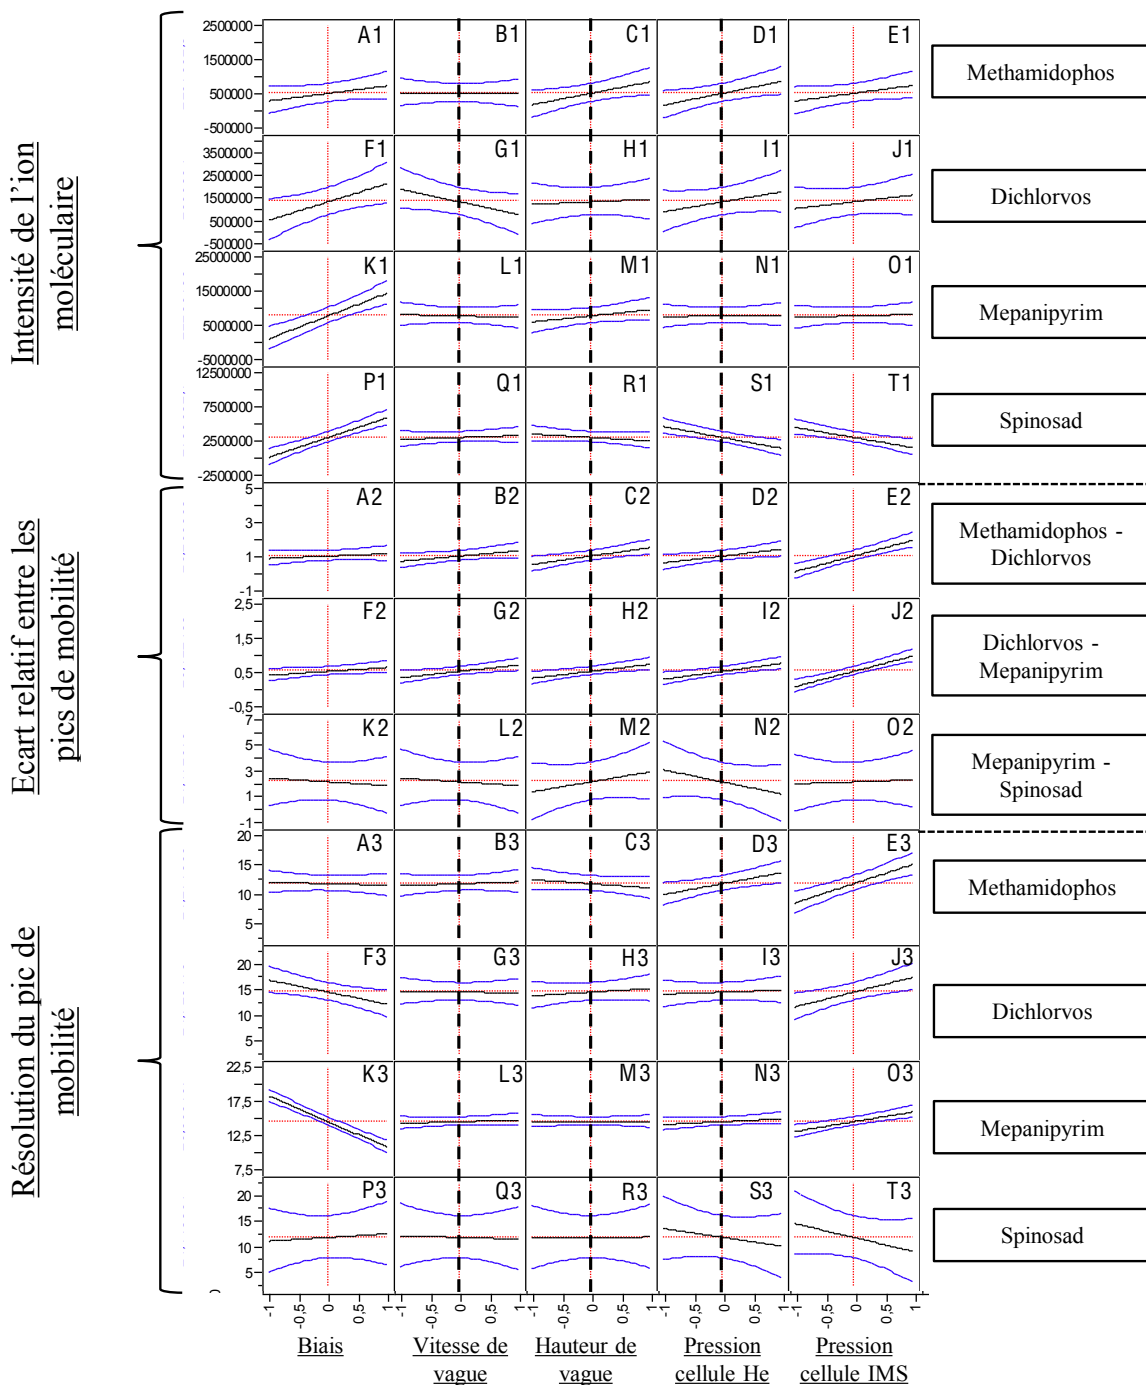 Intensité de l'ion
moléculaire
2500000
1500000
500000
-500000
A1
B1
C1
D1
E1
Methamidophos
3500000
2500000
1500000
500000
-500000
F1
G1
H1
I1
J1
Dichlorvos
25000000
15000000
5000000
-5000000
K1
L1
M1
N1
O1
Mepanipyrim
12500000
7500000
2500000
-2500000
P1
Q1
R1
S1
T1
Spinosad
Ecart relatif entre les
pics de mobilité
5
3
1
-1
A2
B2
C2
D2
E2
Methamidophos -
Dichlorvos
2,5
1,5
0,5
-0,5
F2
G2
H2
I2
J2
Dichlorvos -
Mepanipyrim
7
5
3
1
-1
K2
L2
M2
N2
O2
Mepanipyrim -
Spinosad
Résolution du pic de
mobilité
20
15
10
5
A3
B3
C3
D3
E3
Methamidophos
20
15
10
5
F3
G3
H3
I3
J3
Dichlorvos
22,5
17,5
12,5
7,5
K3
L3
M3
N3
O3
Mepanipyrim
20
15
10
5
P3
Q3
R3
S3
T3
Spinosad
-1 -0,5 0 0,5 1
-1 -0,5 0 0,5 1
-1 -0,5 0 0,5 1
-1 -0,5 0 0,5 1
-1 -0,5 0 0,5 1
Biais
Vitesse de
vague
Hauteur de
vague
Pression
cellule He
Pression
cellule IMS